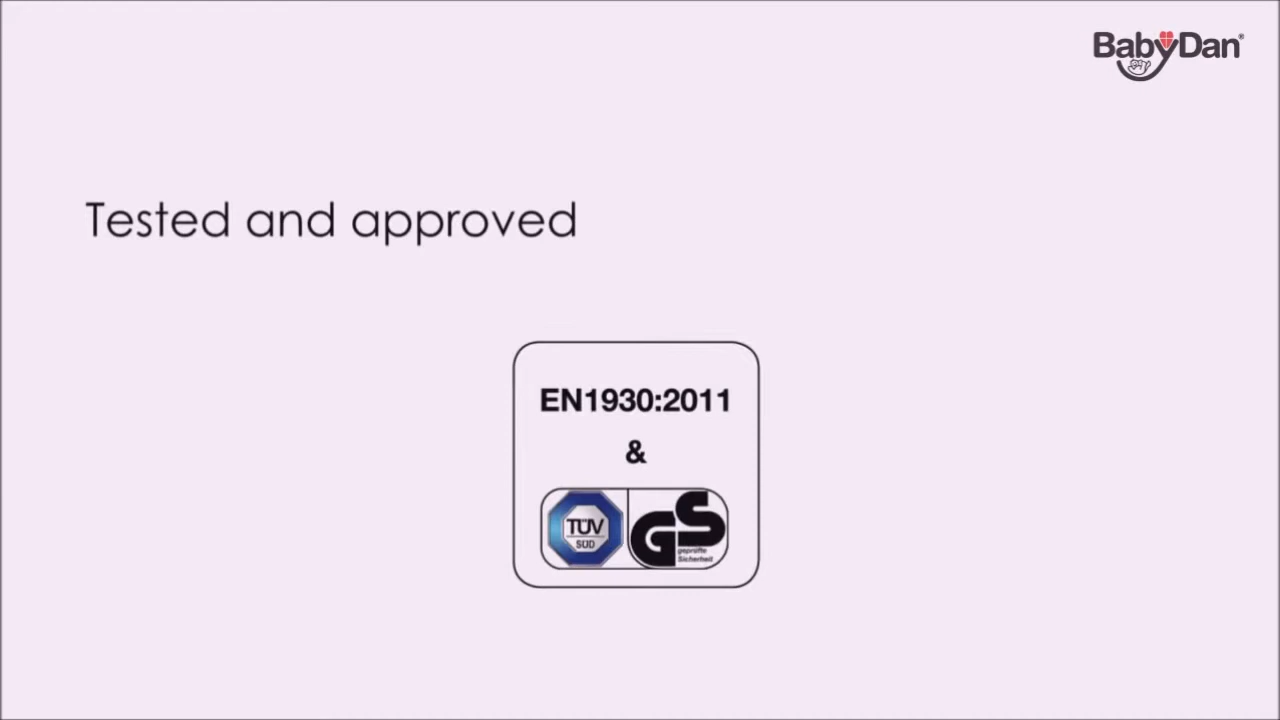 BabyDan®
Tested and approved
EN1930:2011
&
TÜV
SÜD
GS
geprüfte
Sicherheit